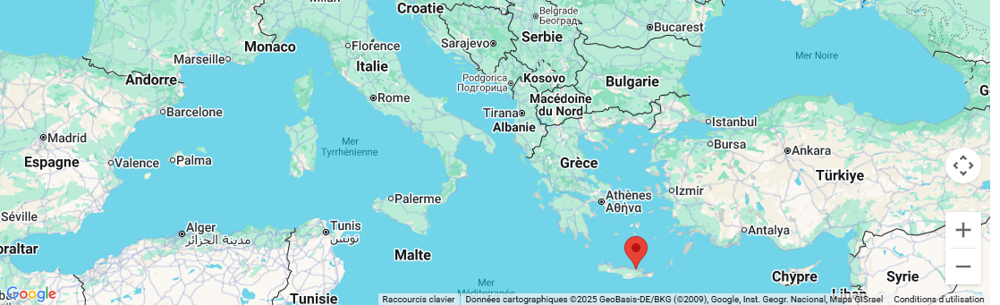 Milan
Croatie
Belgrade
Београд
Bucarest
Monaco
Florence
Sarajevo
Serbie
Marseille
Italie
Mer Noire
Andorre
Podgorica
Подгорица
Kosovo
Bulgarie
Rome
Macédoine
du Nord
Barcelone
Tirana
Albanie
Istanbul
Madrid
Mer
Tyrrhénienne
Bursa
Ankara
Espagne
Valence
Palma
Grèce
Türkiye
Palerme
Athènes
Αθήνα
Izmir
Séville
Alger
مدينة الجزائر
Tunis
تونس
Antalya
oraltar
Malte
Chypre
Syrie
Google
Mer
Méditerranée
Liban
Tunisie
Raccourcis clavier
Données cartographiques ©2025 GeoBasis-DE/BKG (©2009), Google, Inst. Geogr. Nacional, Mapa GISrael
Conditions d'utilisation